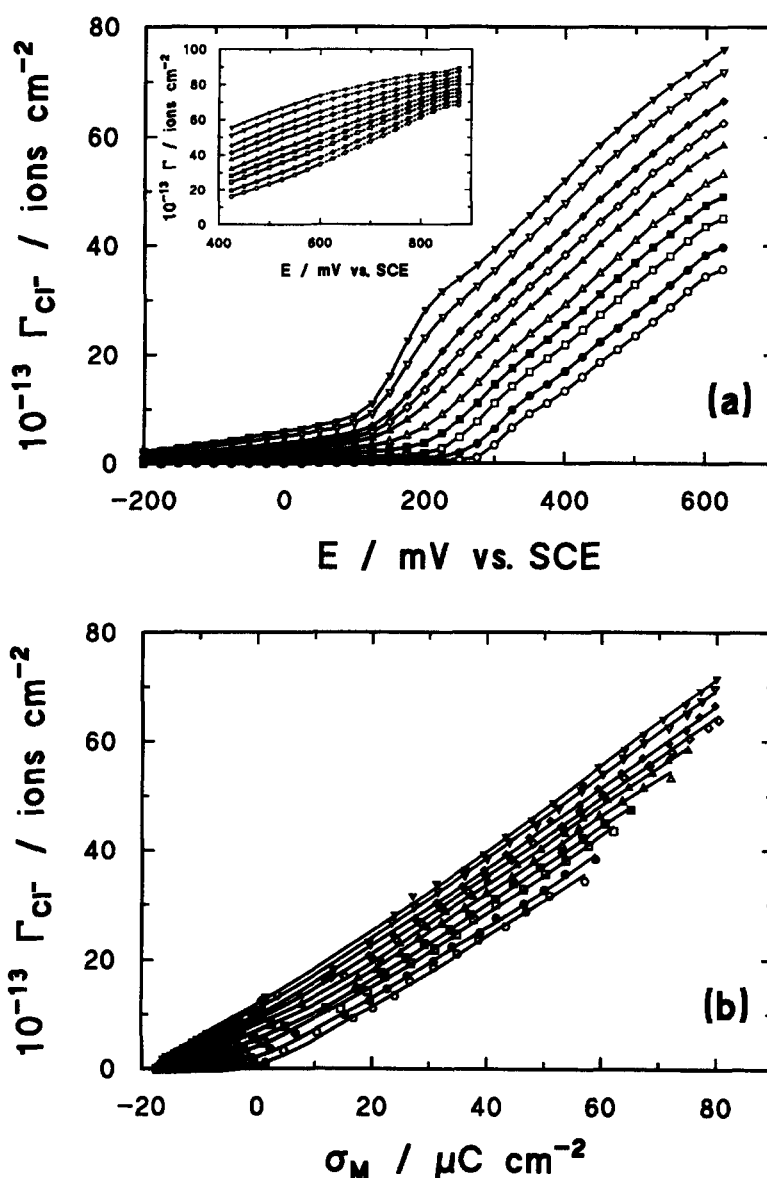 80
60
40
20
0
10⁻¹³ Γ_Cl⁻ / ions cm⁻²
100
80
60
40
20
0
10⁻¹³ Γ / ions cm⁻²
400 600 800
E / mV vs. SCE
(a)
-200 0 200 400 600
E / mV vs. SCE
80
60
40
20
0
10⁻¹³ Γ_Cl⁻ / ions cm⁻²
(b)
-20 0 20 40 60 80
σ_M / μC cm⁻²